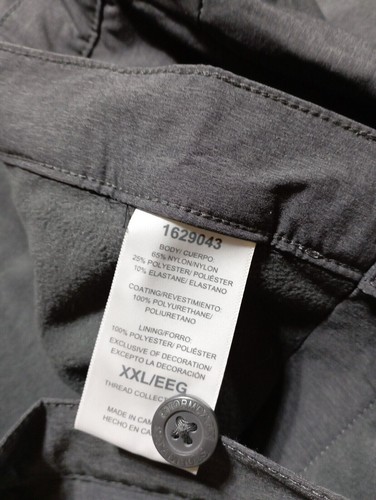 1629043
BODY/ CUERPO:
65% NYLON/NYLON
25% POLYESTER/ POLIÉSTER
10% ELASTANE/ ELASTANO
COATING/REVESTIMIENTO:
100% POLYURETHANE/
POLIURETANO
LINING/FORRO:
100% POLYESTER/ POLIÉSTER
EXCLUSIVE OF DECORATION/
EXCEPTO LA DECORACIÓN
XXL/EEG
THREAD COLLECT
MADE IN CAM
HECHO EN CA